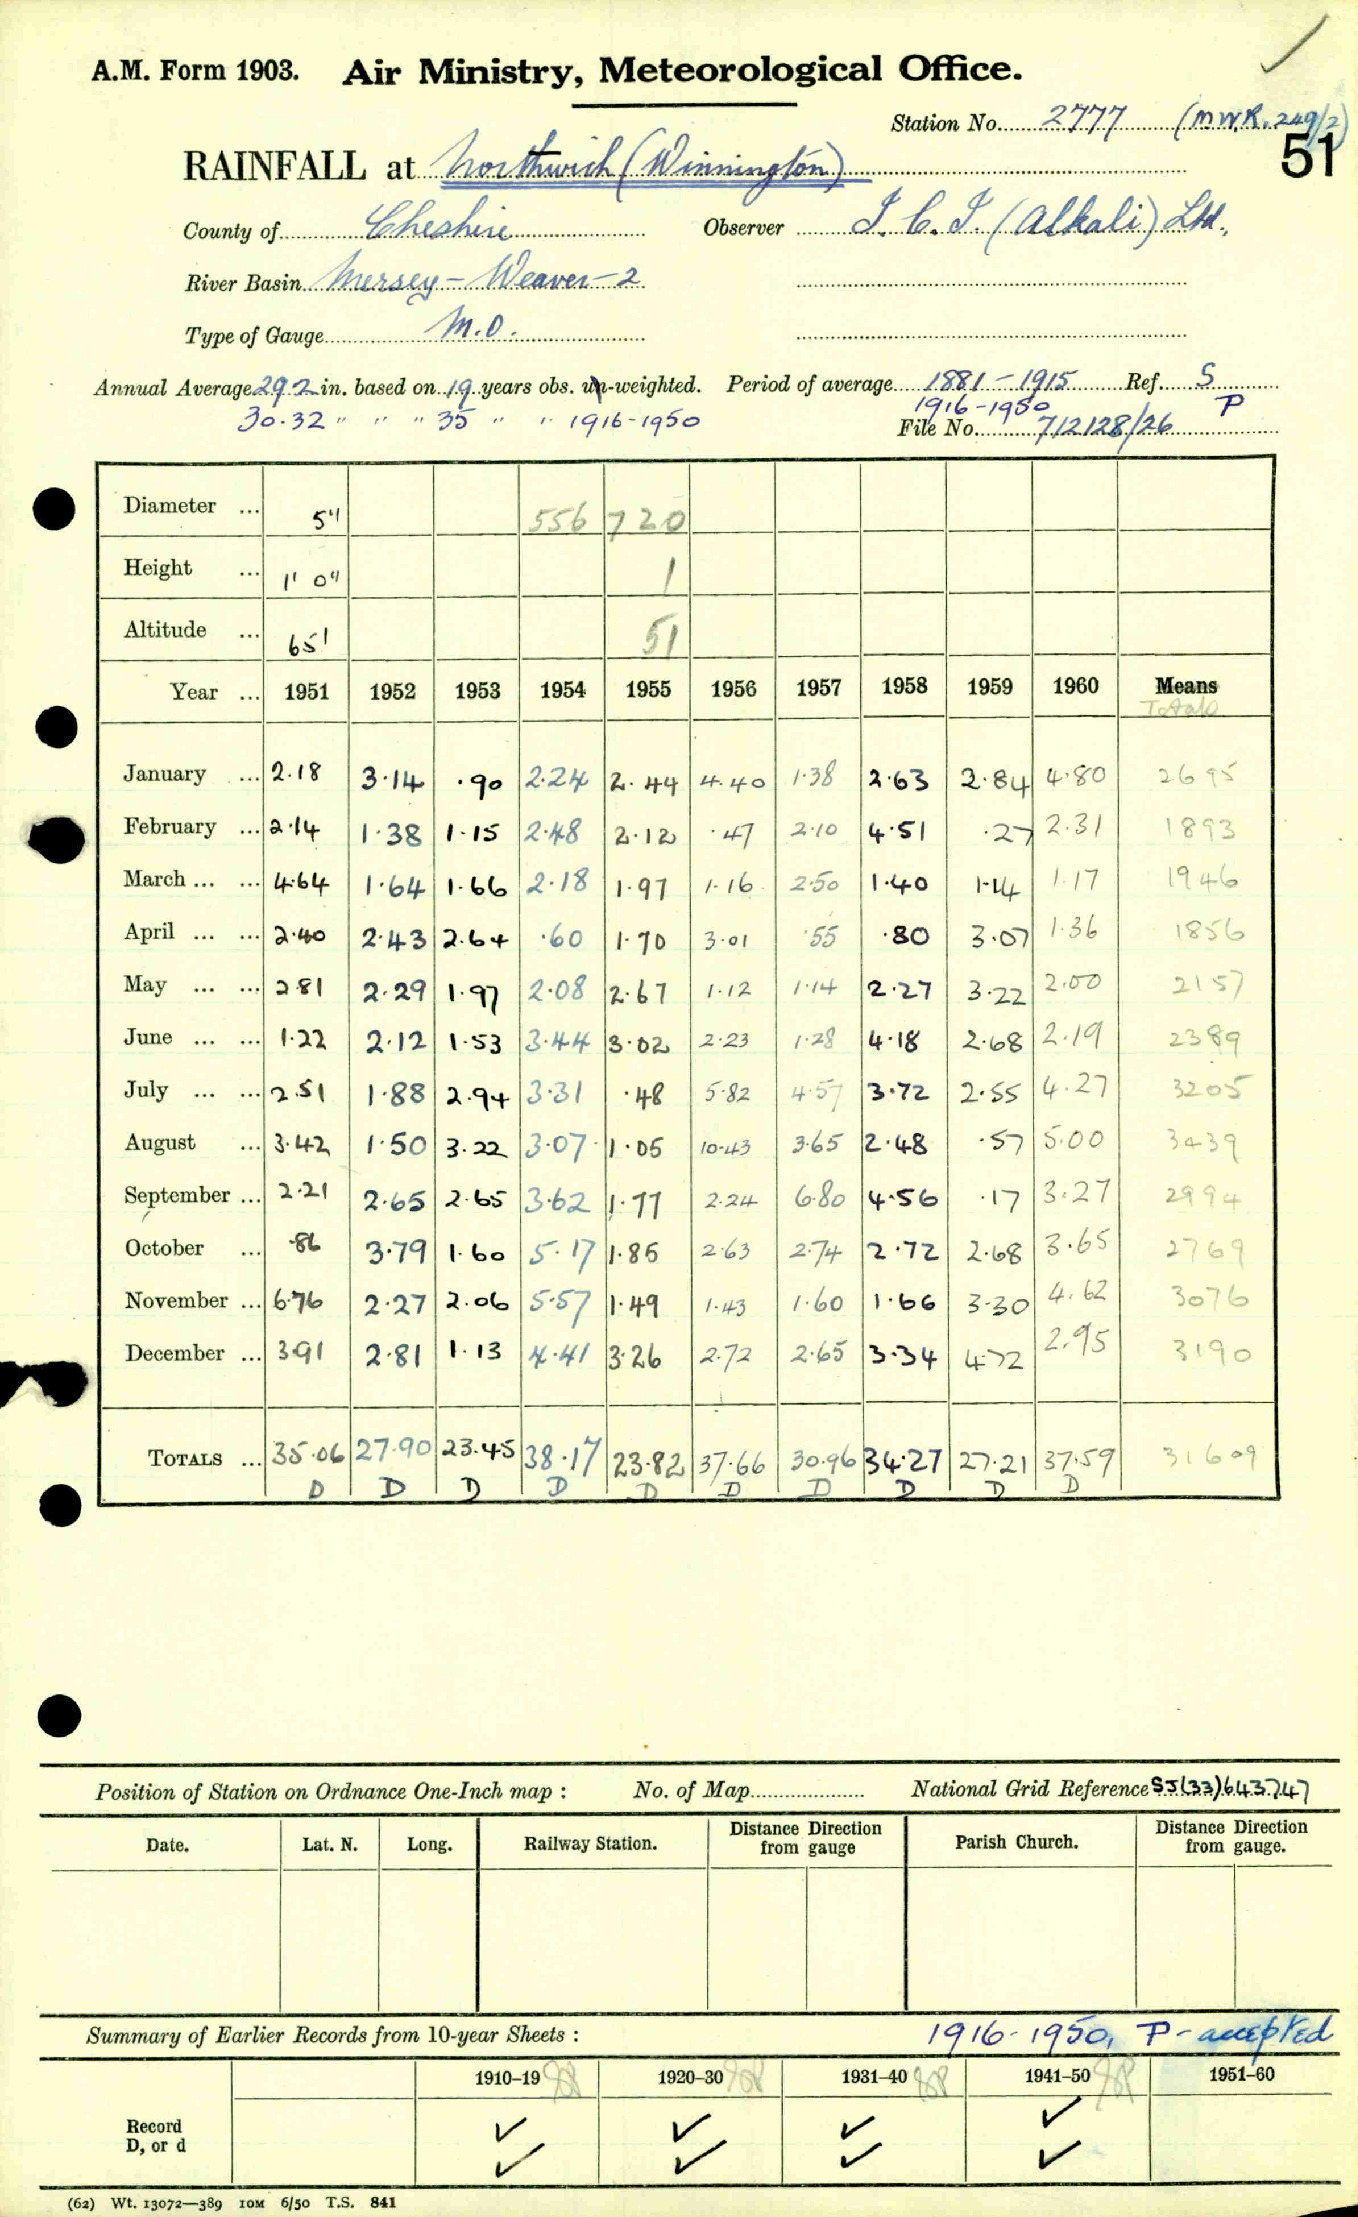 A.M. Form 1903. Air Ministry, Meteorological Office.
Station No. 2777 (M.W.R. 249/2)
51
RAINFALL at Northwich (Winnington)
County of Cheshire Observer I.C.I. (Alkali) Ltd.,
River Basin Mersey - Weaver - 2
Type of Gauge M.O.
Annual Average 29.2 in. based on 19 years obs. un-weighted. Period of average 1881-1915 Ref. S
30.32 " " " 35 " " " 1916-1950 1916-1950 P
File No. 712128/26
Diameter ... 5" 556 720
Height ... 1' 0" 1
Altitude ... 65' 51
Year ... 1951 1952 1953 1954 1955 1956 1957 1958 1959 1960 Means
Totals
January ... 2.18 3.14 .90 2.24 2.44 4.40 1.38 2.63 2.84 4.80 2695
February ... 2.14 1.38 1.15 2.48 2.12 .47 2.10 4.51 .27 2.31 1893
March ... ... 4.64 1.64 1.66 2.18 1.97 1.16 2.50 1.40 1.14 1.17 1946
April ... ... 2.40 2.43 2.64 .60 1.70 3.01 .55 .80 3.07 1.36 1856
May ... ... 2.81 2.29 1.97 2.08 2.67 1.12 1.14 2.27 3.22 2.00 2157
June ... ... 1.22 2.12 1.53 3.44 3.02 2.23 1.28 4.18 2.68 2.19 2389
July ... ... 2.51 1.88 2.94 3.31 .48 5.82 4.57 3.72 2.55 4.27 3205
August ... 3.42 1.50 3.22 3.07 1.05 10.43 3.65 2.48 .57 5.00 3439
September ... 2.21 2.65 2.65 3.62 1.77 2.24 6.80 4.56 .17 3.27 2994
October ... .86 3.79 1.60 5.17 1.85 2.63 2.74 2.72 2.68 3.65 2769
November ... 6.76 2.27 2.06 5.57 1.49 1.43 1.60 1.66 3.30 4.62 3076
December ... 3.91 2.81 1.13 4.41 3.26 2.72 2.65 3.34 4.72 2.95 3190
TOTALS ... 35.06 27.90 23.45 38.17 23.82 37.66 30.96 34.27 27.21 37.59 31609
D D D D D D D D D D
Position of Station on Ordnance One-Inch map : No. of Map National Grid Reference SJ(33)643747
Date. Lat. N. Long. Railway Station. Distance Direction from gauge Parish Church. Distance Direction from gauge.
Summary of Earlier Records from 10-year Sheets : 1916-1950, P - accepted
1910-19 1920-30 1931-40 1941-50 1951-60
Record ✓ ✓ ✓ ✓
D, or d ✓ ✓ ✓ ✓
(62) Wt. 13072—389 10M 6/50 T.S. 841